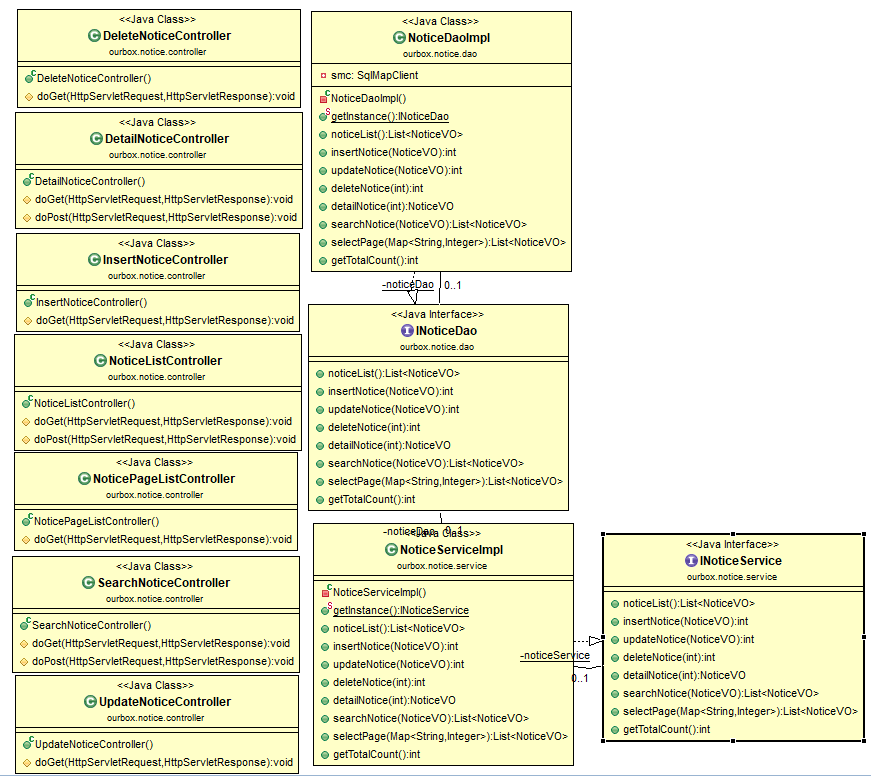 <<Java Class>>
DeleteNoticeController
ourbox.notice.controller
DeleteNoticeController()
doGet(HttpServletRequest,HttpServletResponse):void
<<Java Class>>
DetailNoticeController
ourbox.notice.controller
DetailNoticeController()
doGet(HttpServletRequest,HttpServletResponse):void
doPost(HttpServletRequest,HttpServletResponse):void
<<Java Class>>
InsertNoticeController
ourbox.notice.controller
InsertNoticeController()
doGet(HttpServletRequest,HttpServletResponse):void
<<Java Class>>
NoticeListController
ourbox.notice.controller
NoticeListController()
doGet(HttpServletRequest,HttpServletResponse):void
doPost(HttpServletRequest,HttpServletResponse):void
<<Java Class>>
NoticePageListController
ourbox.notice.controller
NoticePageListController()
doGet(HttpServletRequest,HttpServletResponse):void
<<Java Class>>
SearchNoticeController
ourbox.notice.controller
SearchNoticeController()
doGet(HttpServletRequest,HttpServletResponse):void
doPost(HttpServletRequest,HttpServletResponse):void
<<Java Class>>
UpdateNoticeController
ourbox.notice.controller
UpdateNoticeController()
doGet(HttpServletRequest,HttpServletResponse):void
<<Java Class>>
NoticeDaoImpl
ourbox.notice.dao
smc: SqlMapClient
NoticeDaoImpl()
getInstance():INoticeDao
noticeList():List<NoticeVO>
insertNotice(NoticeVO):int
updateNotice(NoticeVO):int
deleteNotice(int):int
detailNotice(int):NoticeVO
searchNotice(NoticeVO):List<NoticeVO>
selectPage(Map<String,Integer>):List<NoticeVO>
getTotalCount():int
-noticeDao 0..1
<<Java Interface>>
INoticeDao
ourbox.notice.dao
noticeList():List<NoticeVO>
insertNotice(NoticeVO):int
updateNotice(NoticeVO):int
deleteNotice(int):int
detailNotice(int):NoticeVO
searchNotice(NoticeVO):List<NoticeVO>
selectPage(Map<String,Integer>):List<NoticeVO>
getTotalCount():int
-noticeDao 0..1
<<Java Class>>
NoticeServiceImpl
ourbox.notice.service
NoticeServiceImpl()
getInstance():INoticeService
noticeList():List<NoticeVO>
insertNotice(NoticeVO):int
updateNotice(NoticeVO):int
deleteNotice(int):int
detailNotice(int):NoticeVO
searchNotice(NoticeVO):List<NoticeVO>
selectPage(Map<String,Integer>):List<NoticeVO>
getTotalCount():int
-noticeService
0..1
<<Java Interface>>
INoticeService
ourbox.notice.service
noticeList():List<NoticeVO>
insertNotice(NoticeVO):int
updateNotice(NoticeVO):int
deleteNotice(int):int
detailNotice(int):NoticeVO
searchNotice(NoticeVO):List<NoticeVO>
selectPage(Map<String,Integer>):List<NoticeVO>
getTotalCount():int